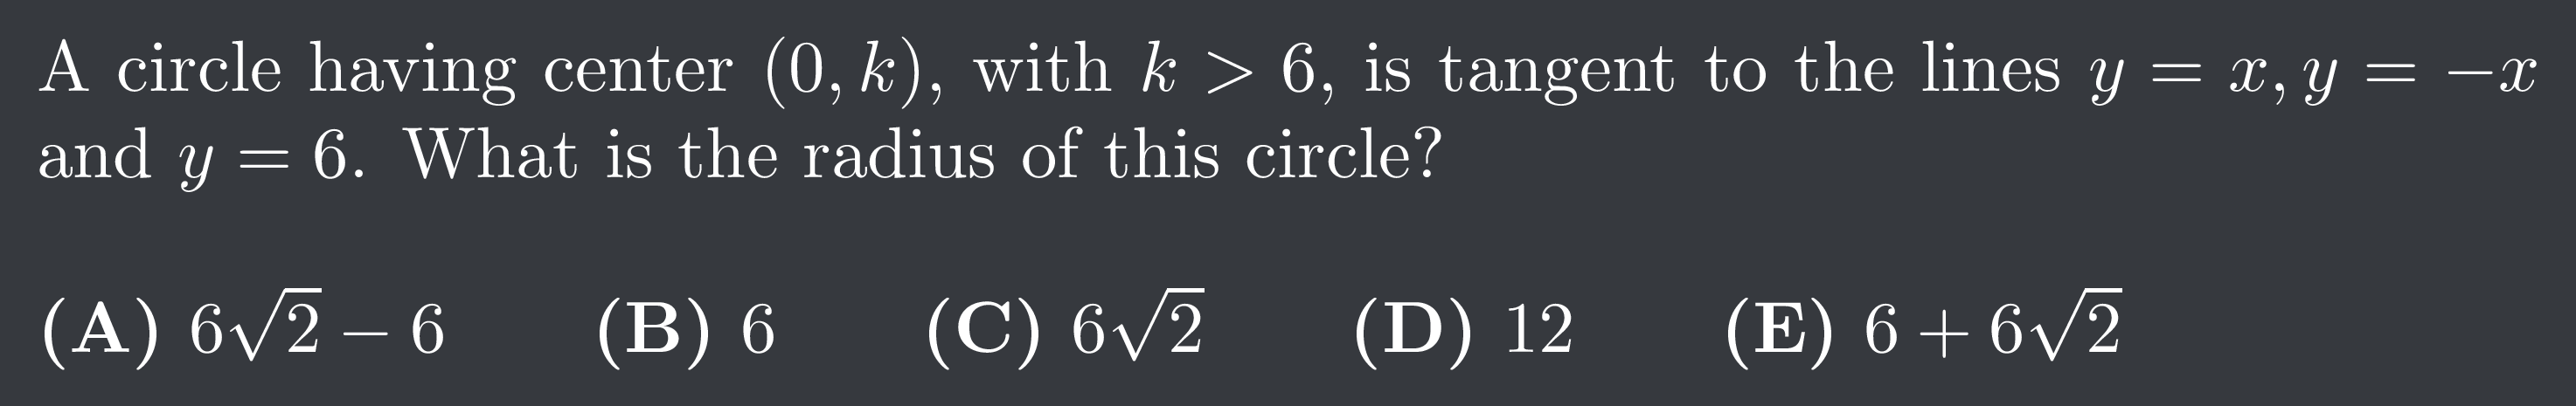 A circle having center (0, k), with k > 6, is tangent to the lines y = x, y = −x
and y = 6. What is the radius of this circle?
(A) 6√2 − 6 (B) 6 (C) 6√2 (D) 12 (E) 6 + 6√2